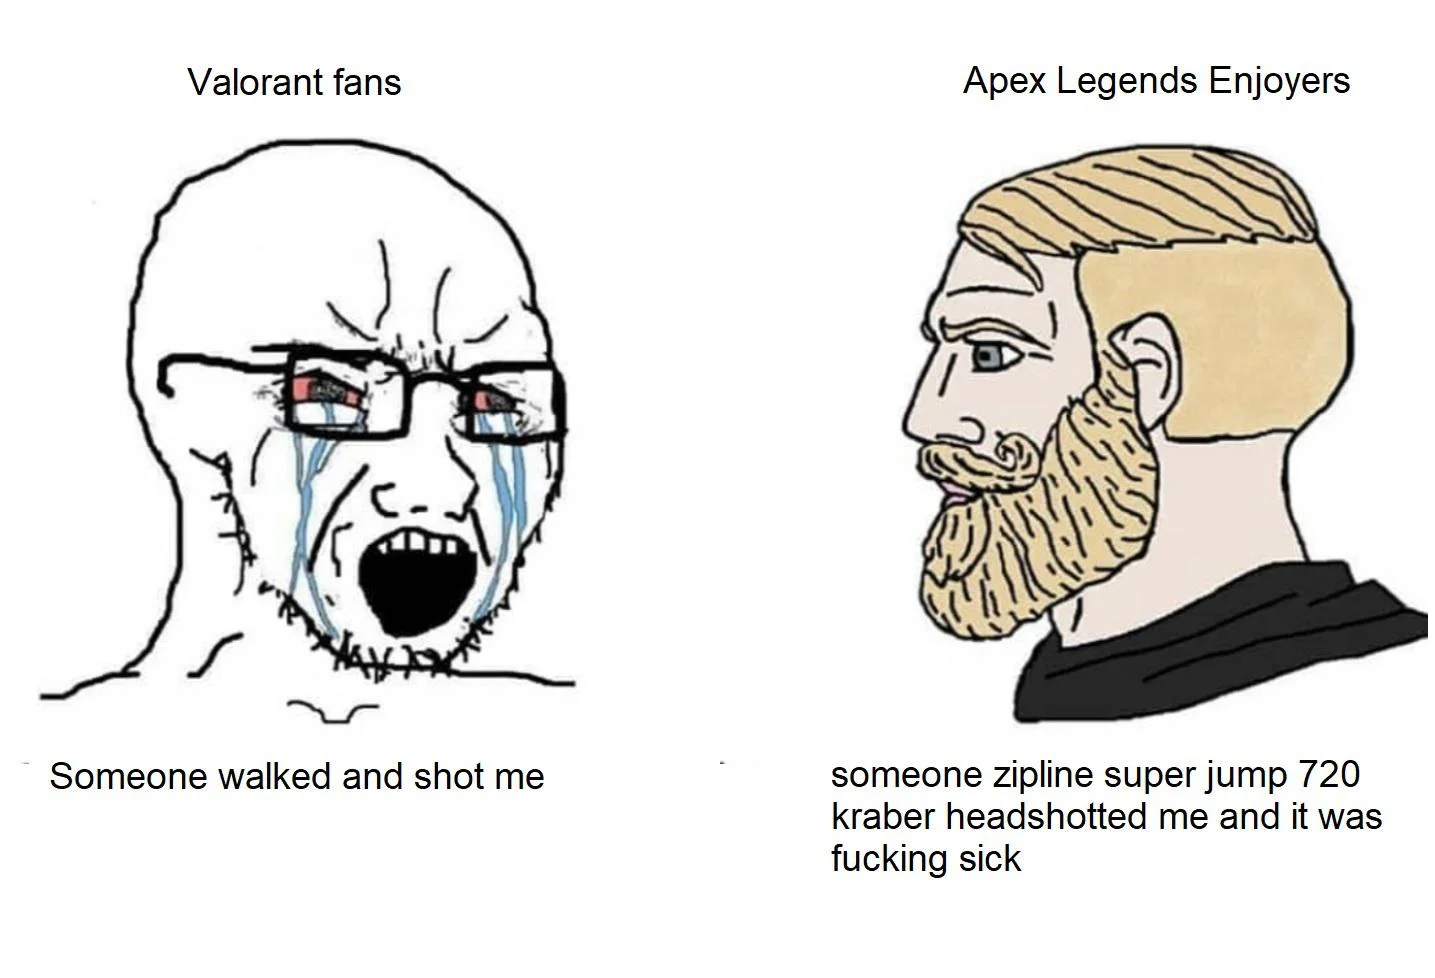 Valorant fans
Apex Legends Enjoyers
Someone walked and shot me
someone zipline super jump 720
kraber headshotted me and it was
fucking sick